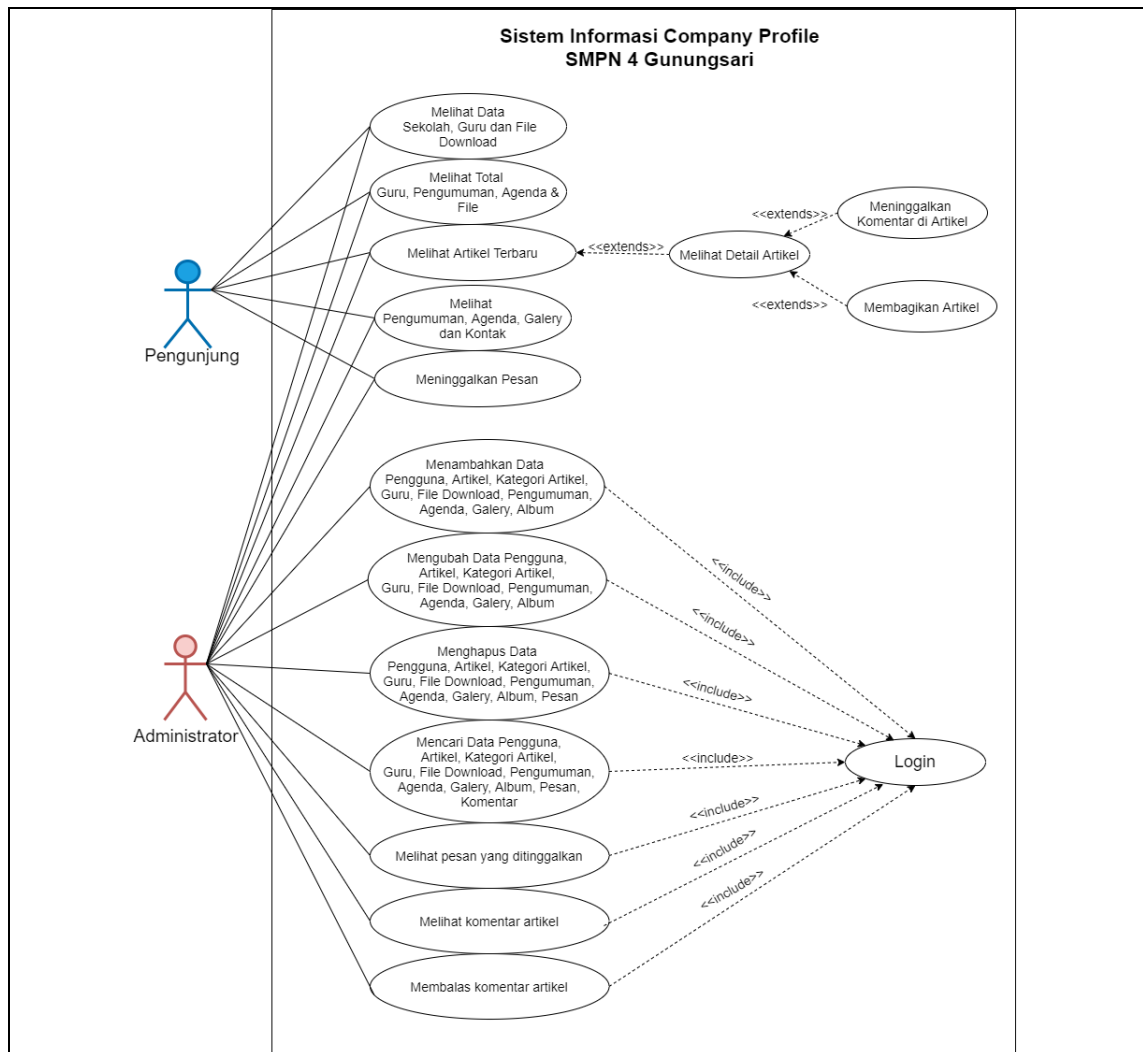 Sistem Informasi Company Profile
SMPN 4 Gunungsari
Melihat Data
Sekolah, Guru dan File
Download
Melihat Total
Guru, Pengumuman, Agenda &
File
Melihat Artikel Terbaru
<<extends>>
Melihat Detail Artikel
<<extends>>
Meninggalkan
Komentar di Artikel
<<extends>>
Membagikan Artikel
Melihat
Pengumuman, Agenda, Galery
dan Kontak
Meninggalkan Pesan
Pengunjung
Menambahkan Data
Pengguna, Artikel, Kategori Artikel,
Guru, File Download, Pengumuman,
Agenda, Galery, Album
<<include>>
Mengubah Data Pengguna,
Artikel, Kategori Artikel,
Guru, File Download, Pengumuman,
Agenda, Galery, Album
<<include>>
Menghapus Data
Pengguna, Artikel, Kategori Artikel,
Guru, File Download, Pengumuman,
Agenda, Galery, Album, Pesan
<<include>>
Administrator
Mencari Data Pengguna,
Artikel, Kategori Artikel,
Guru, File Download, Pengumuman,
Agenda, Galery, Album, Pesan,
Komentar
<<include>>
Login
Melihat pesan yang ditinggalkan
<<include>>
Melihat komentar artikel
<<include>>
Membalas komentar artikel
<<include>>